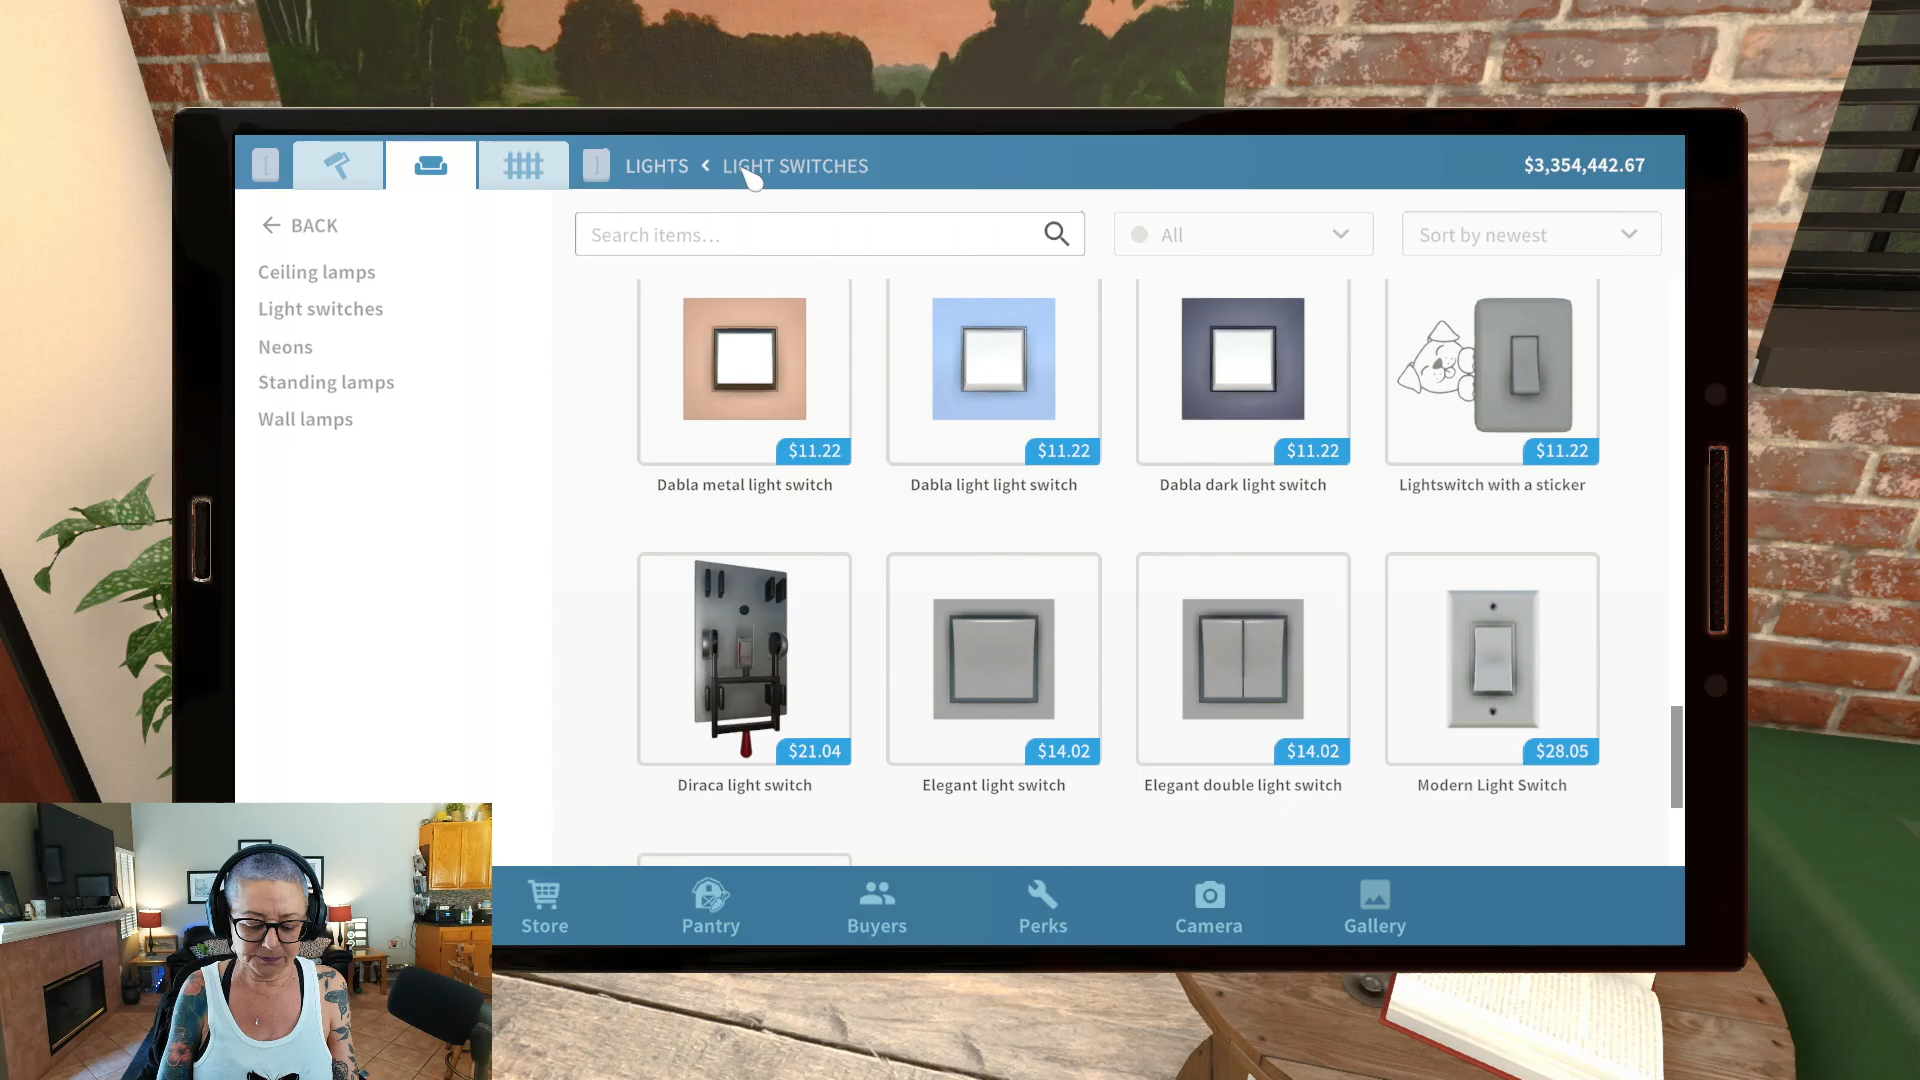 LIGHTS < LIGHT SWITCHES
$3,354,442.67
BACK
Search items...
All
Sort by newest
Ceiling lamps
Light switches
Neons
Standing lamps
Wall lamps
$11.22
$11.22
$11.22
$11.22
Dabla metal light switch
Dabla light light switch
Dabla dark light switch
Lightswitch with a sticker
$21.04
$14.02
$14.02
$28.05
Diraca light switch
Elegant light switch
Elegant double light switch
Modern Light Switch
Store
Pantry
Buyers
Perks
Camera
Gallery